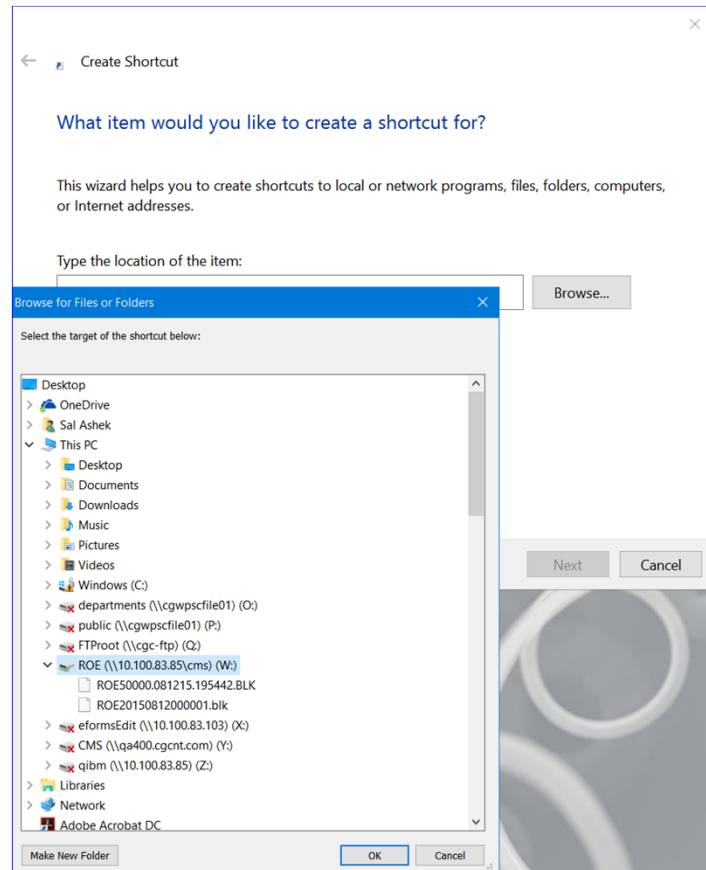 Create Shortcut
What item would you like to create a shortcut for?
This wizard helps you to create shortcuts to local or network programs, files, folders, computers,
or Internet addresses.
Type the location of the item:
Browse...
Browse for Files or Folders
Select the target of the shortcut below:
Desktop
OneDrive
Sal Ashek
This PC
Desktop
Documents
Downloads
Music
Pictures
Videos
Windows (C:)
departments (\\cgwpscfile01) (O:)
public (\\cgwpscfile01) (P:)
FTProot (\\cgc-ftp) (Q:)
ROE (\\10.100.83.85\cms) (W:)
ROE50000.081215.195442.BLK
ROE20150812000001.blk
eformsEdit (\\10.100.83.103) (X:)
CMS (\\qa400.cgcnt.com) (Y:)
qibm (\\10.100.83.85) (Z:)
Libraries
Network
Adobe Acrobat DC
Next Cancel
Make New Folder OK Cancel